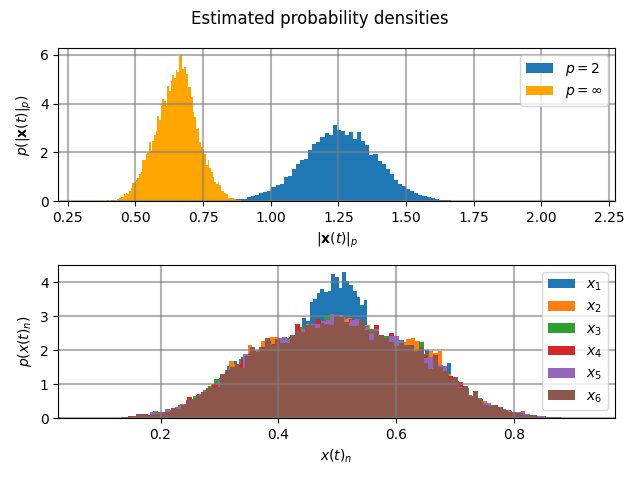 Estimated probability densities
6
4
2
0
p(|𝐱(t)|ₚ)
p = 2
p = ∞
0.25 0.50 0.75 1.00 1.25 1.50 1.75 2.00 2.25
|𝐱(t)|ₚ
4
3
2
1
0
p(x(t)ₙ)
x₁
x₂
x₃
x₄
x₅
x₆
0.2 0.4 0.6 0.8
x(t)ₙ